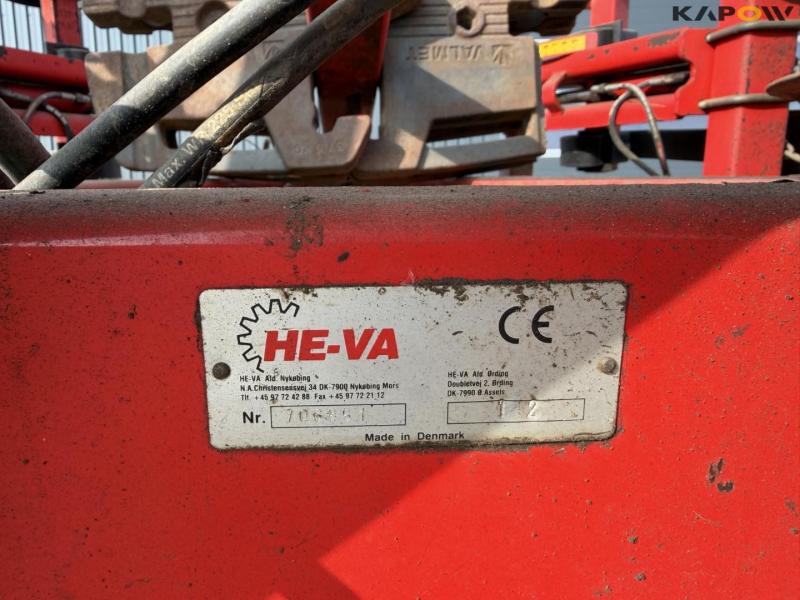 KAPOW
VALMET
Max. W
HE-VA
CE
HE-VA Afd. Nykøbing
N.A. Christensensvej 34 DK-7900 Nykøbing Mors
Tlf. +45 97 72 42 88 Fax +45 97 72 21 12
HE-VA Afd. Ørding
Doubletvej 2, Ørding
DK-7990 Ø.Assels
Nr.
Made in Denmark